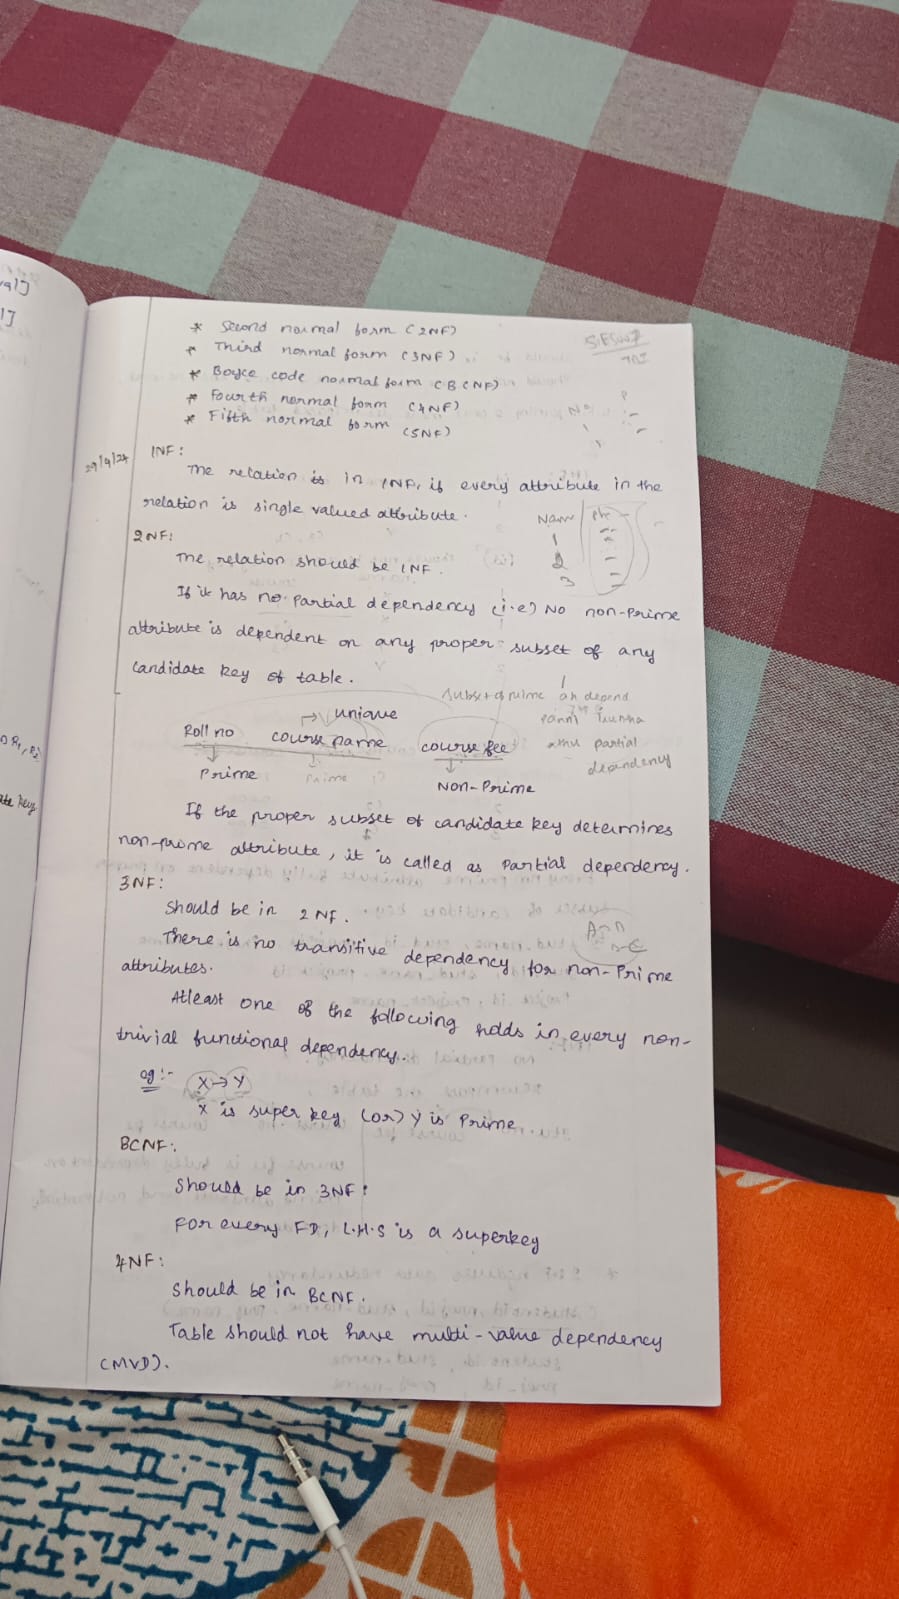 * Second normal form (2NF)
* Third normal form (3NF)
* Boyce code normal form (BCNF)
* Fourth normal form (4NF)
* Fifth normal form (5NF)
29/9/24
1NF:
The relation is in 1NF, if every attribute in the
relation is single valued attribute.
Name Ph
1
2
3
2NF:
The relation should be 1NF.
If it has no partial dependency (i.e) No non-prime
attribute is dependent on any proper subset of any
candidate key of table.
subset of prime an depend
panni
amu partial
dependency
→ unique
Roll no course name course fee
Prime Prime Non-Prime
If the proper subset of candidate key determines
non-prome attribute, it is called as Partial dependency.
3NF:
Should be in 2NF.
There is no transitive dependency for non-Prime
attributes.
Atleast one of the following holds in every non-
trivial functional dependency.
eg:- X→Y
X is super key (or) Y is Prime.
BCNF:
Should be in 3NF:
For every FD, L.H.S is a superkey
4NF:
Should be in BCNF.
Table should not have multi-value dependency
(MVD).